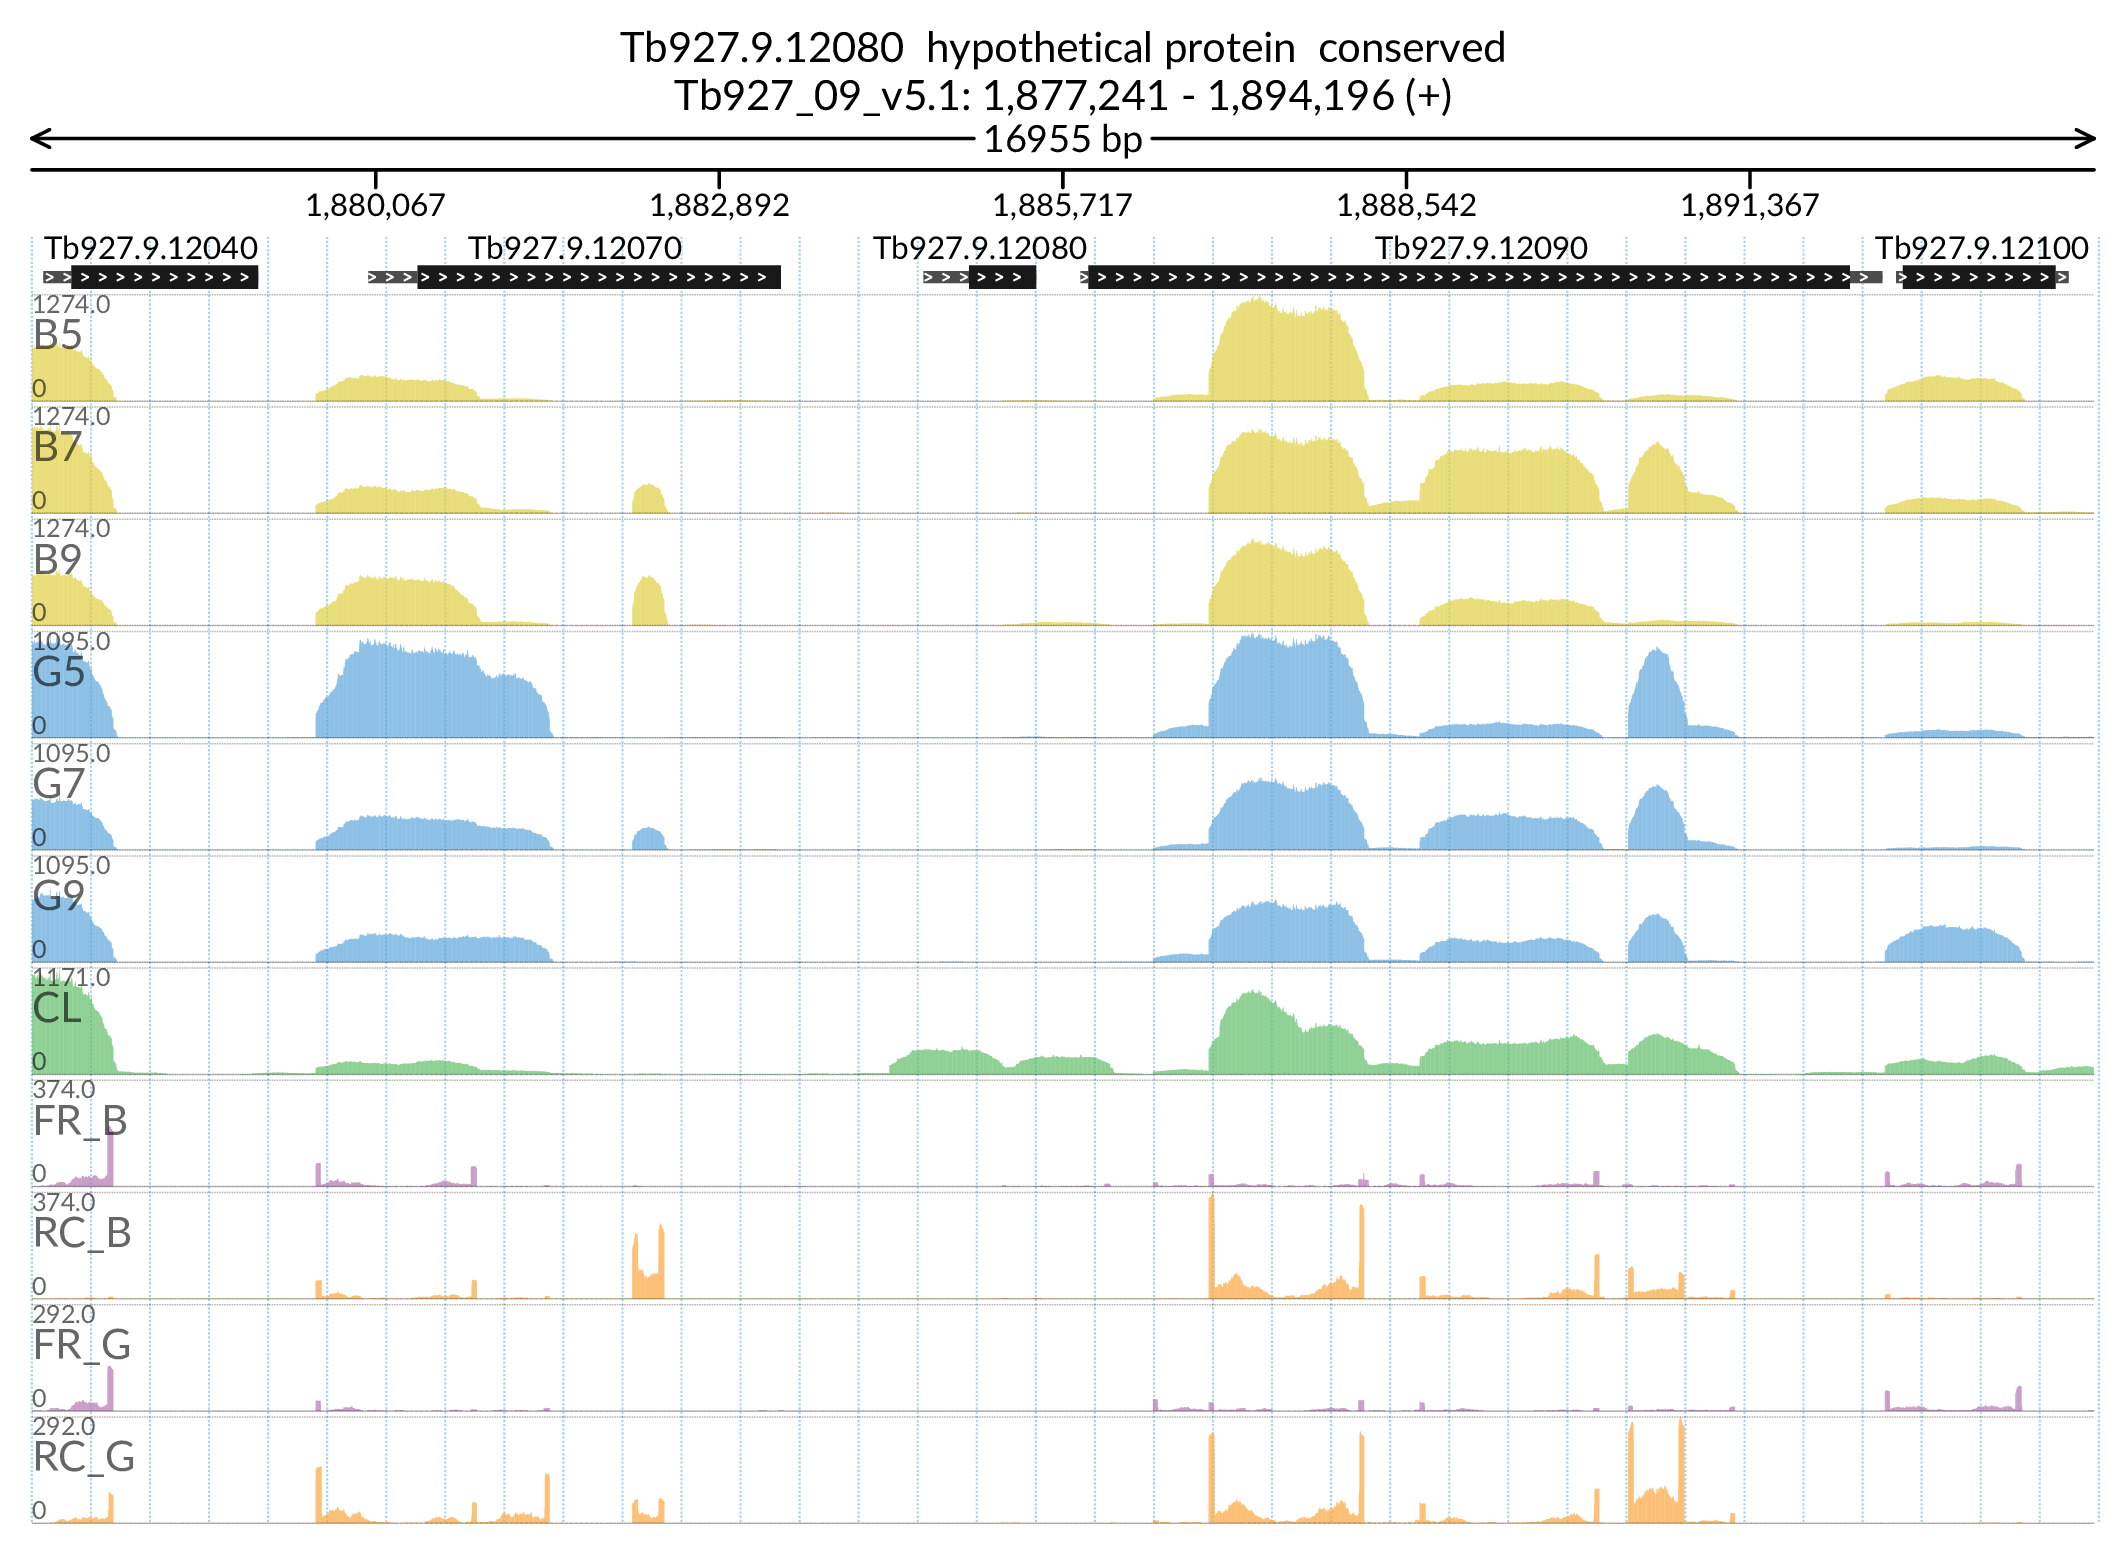 Tb927.9.12080  hypothetical protein  conserved
Tb927_09_v5.1: 1,877,241 - 1,894,196 (+)
16955 bp
1,880,067 1,882,892 1,885,717 1,888,542 1,891,367
Tb927.9.12040 Tb927.9.12070 Tb927.9.12080 Tb927.9.12090 Tb927.9.12100
1274.0
B5
0
1274.0
B7
0
1274.0
B9
0
1095.0
G5
0
1095.0
G7
0
1095.0
G9
0
1171.0
CL
0
374.0
FR_B
0
374.0
RC_B
0
292.0
FR_G
0
292.0
RC_G
0